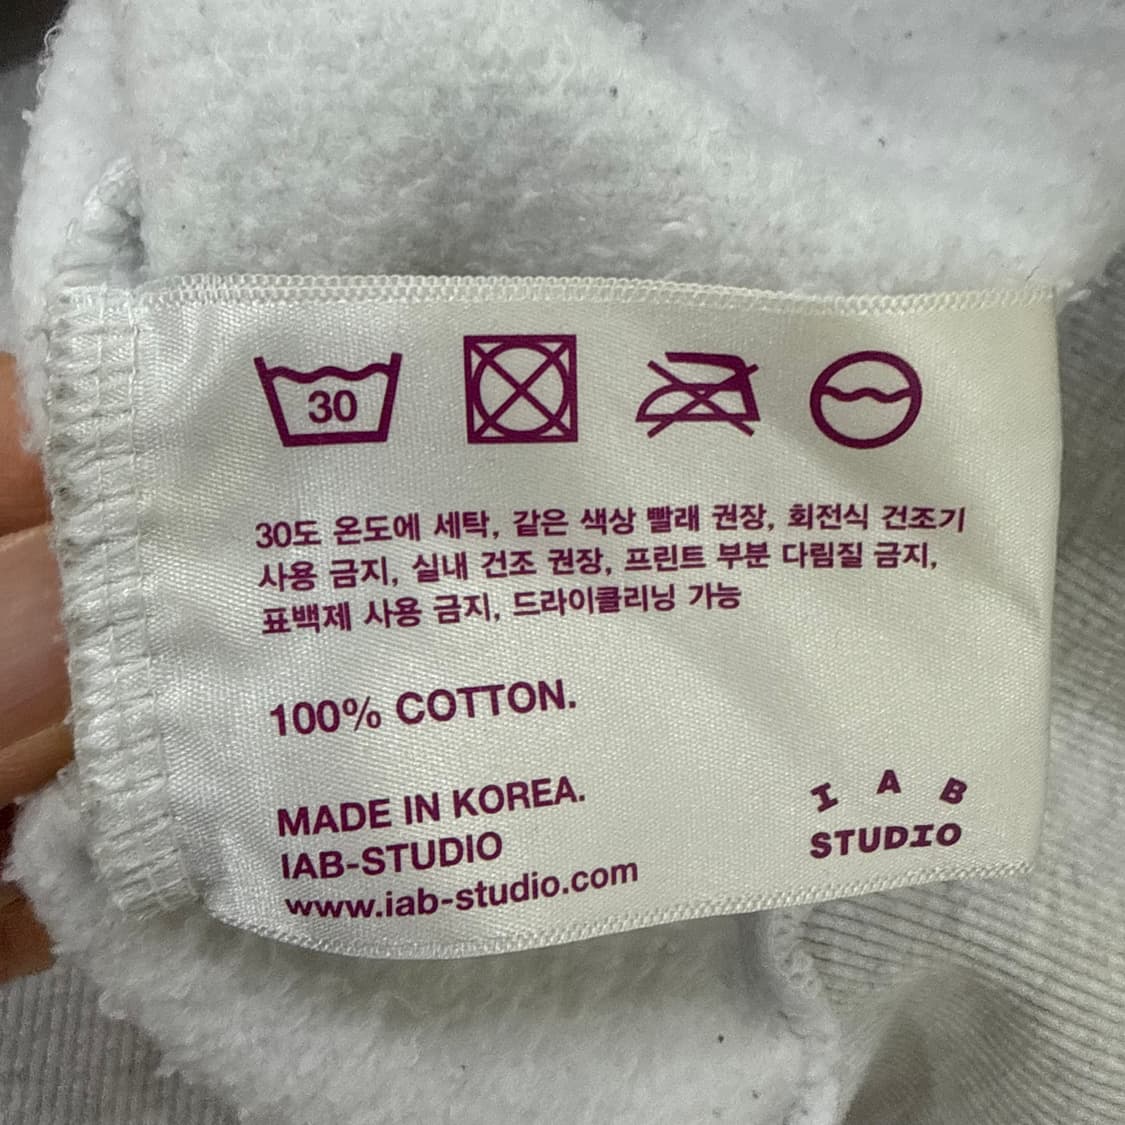 30
30도 온도에 세탁, 같은 색상 빨래 권장, 회전식 건조기
사용 금지, 실내 건조 권장, 프린트 부분 다림질 금지,
표백제 사용 금지, 드라이클리닝 가능
100% COTTON.
MADE IN KOREA.
IAB-STUDIO
www.iab-studio.com
I A B
STUDIO